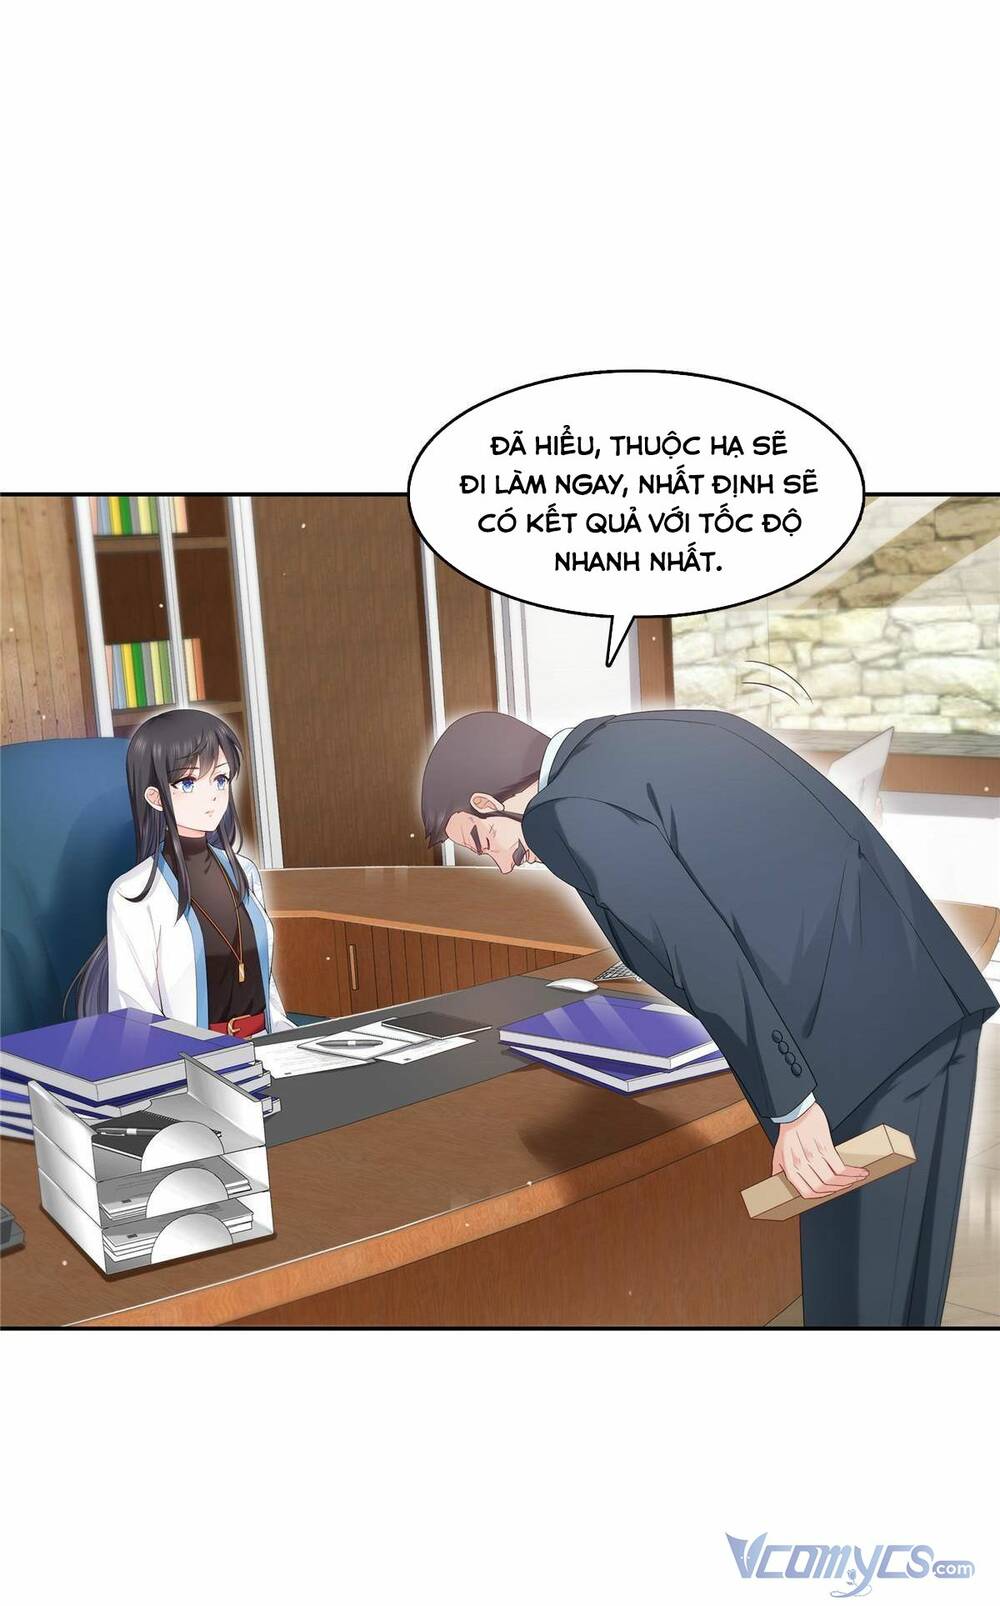 ĐÃ HIỂU, THUỘC HẠ SẼ
ĐI LÀM NGAY, NHẤT ĐỊNH SẼ
CÓ KẾT QUẢ VỚI TỐC ĐỘ
NHANH NHẤT.
VCOMYCS.com